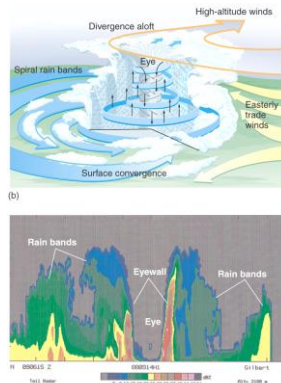 High-altitude winds
Divergence aloft
Eye
Spiral rain bands
Easterly
trade
winds
Surface convergence
(b)
Rain bands
Eyewall
Rain bands
Eye
Gilbert